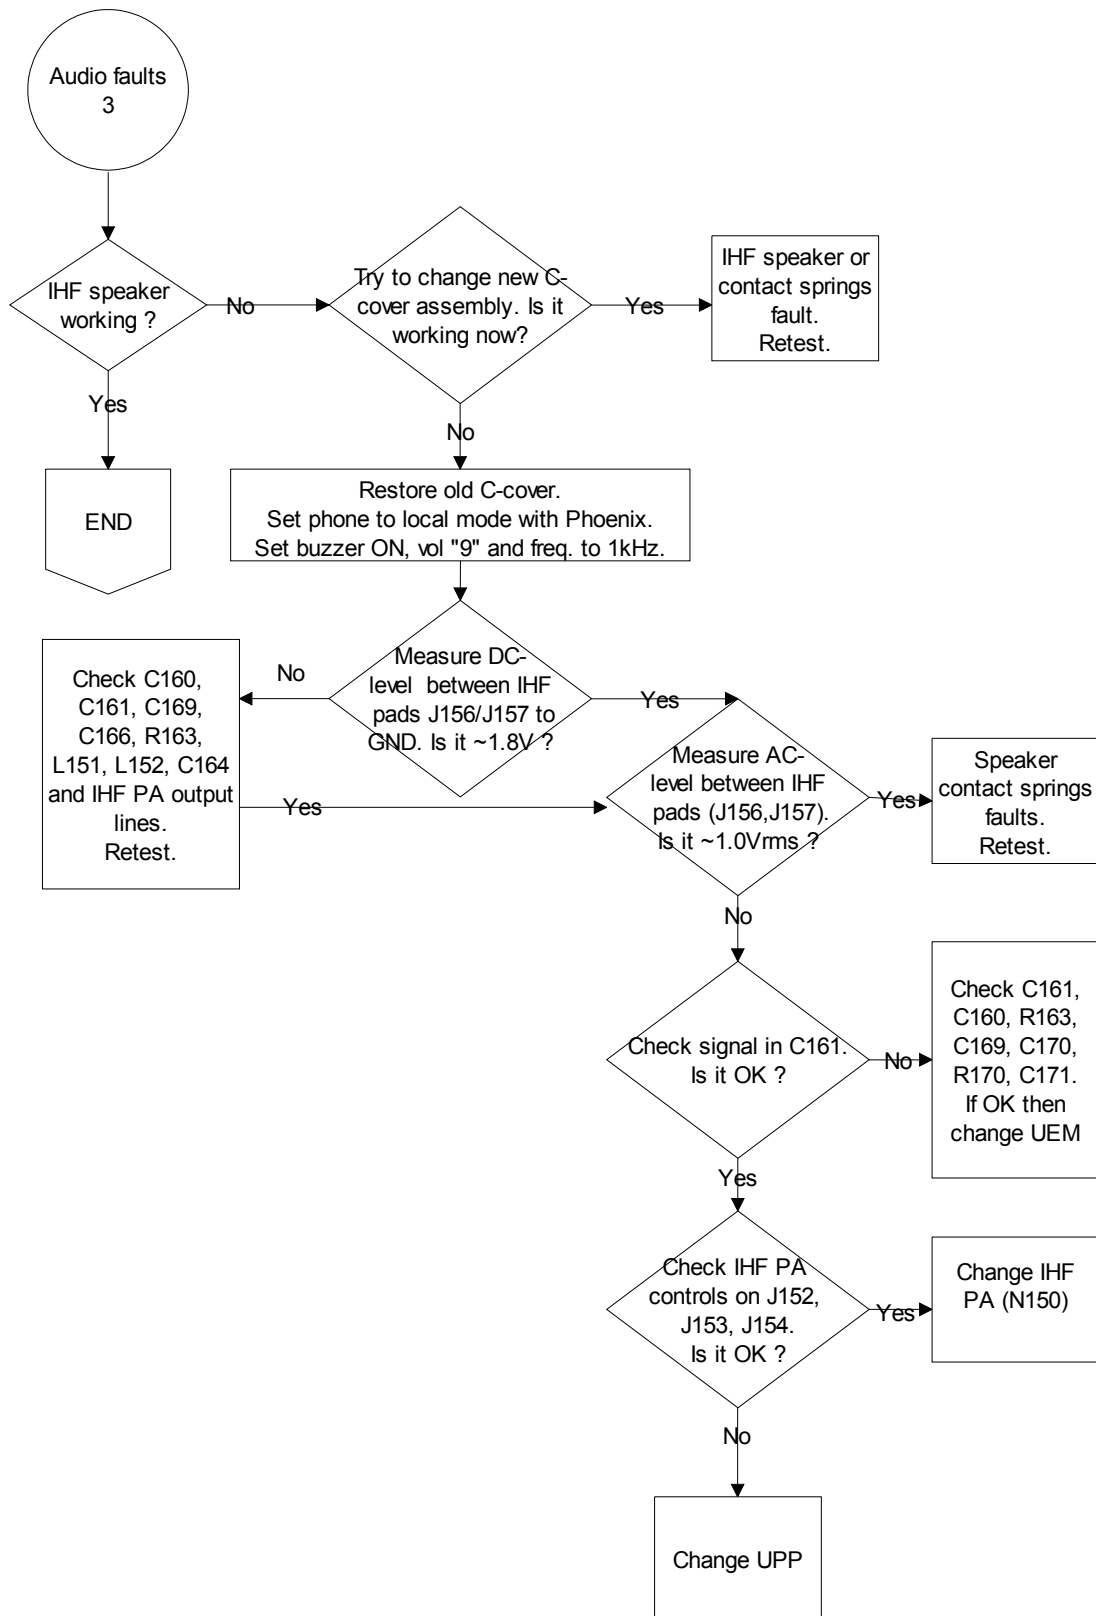 Audio faults
3
IHF speaker
working ?
No
Try to change new C-
cover assembly. Is it
working now?
Yes
IHF speaker or
contact springs
fault.
Retest.
Yes
No
END
Restore old C-cover.
Set phone to local mode with Phoenix.
Set buzzer ON, vol "9" and freq. to 1kHz.
Check C160,
C161, C169,
C166, R163,
L151, L152, C164
and IHF PA output
lines.
Retest.
No
Measure DC-
level between IHF
pads J156/J157 to
GND. Is it ~1.8V ?
Yes
Yes
Measure AC-
level between IHF
pads (J156,J157).
Is it ~1.0Vrms ?
Yes
Speaker
contact springs
faults.
Retest.
No
Check signal in C161.
Is it OK ?
No
Check C161,
C160, R163,
C169, C170,
R170, C171.
If OK then
change UEM
Yes
Check IHF PA
controls on J152,
J153, J154.
Is it OK ?
Yes
Change IHF
PA (N150)
No
Change UPP